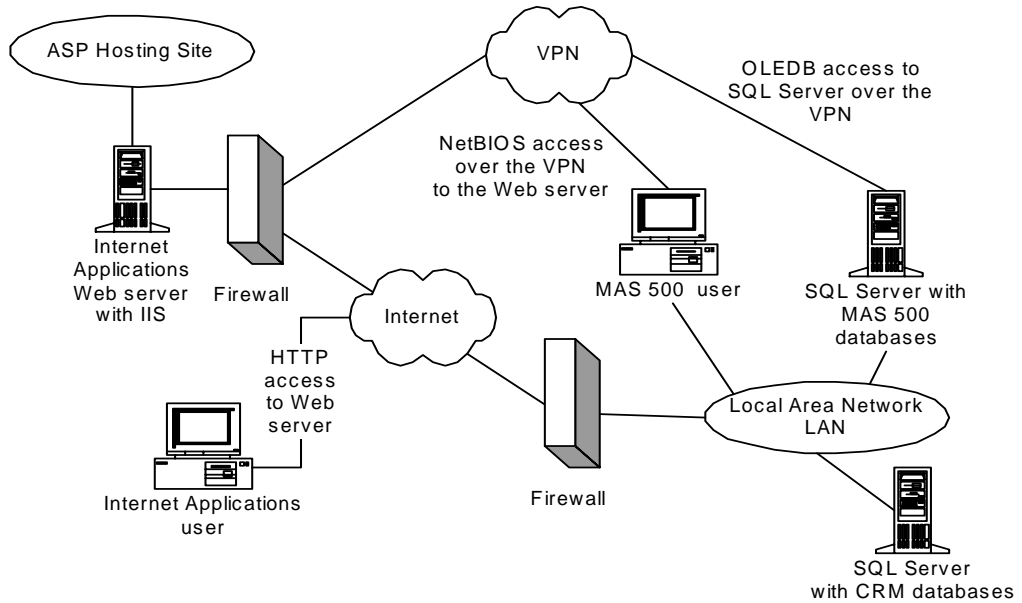 ASP Hosting Site
VPN
OLEDB access to
SQL Server over the
VPN
NetBIOS access
over the VPN
to the Web server
Internet
Applications
Web server
with IIS
Firewall
MAS 500 user
SQL Server with
MAS 500
databases
Internet
HTTP
access
to Web
server
Local Area Network
LAN
Internet Applications
user
Firewall
SQL Server
with CRM databases